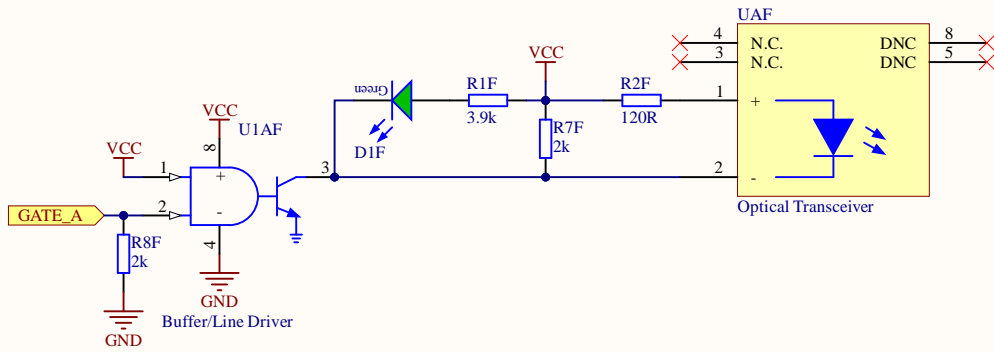 UAF
4
N.C.
DNC
8
3
N.C.
DNC
5
VCC
Green
R1F
3.9k
R2F
120R
1
+
VCC
U1AF
8
D1F
R7F
2k
VCC
1
+
3
2
-
Optical Transceiver
GATE_A
2
-
R8F
2k
4
GND
GND
Buffer/Line Driver